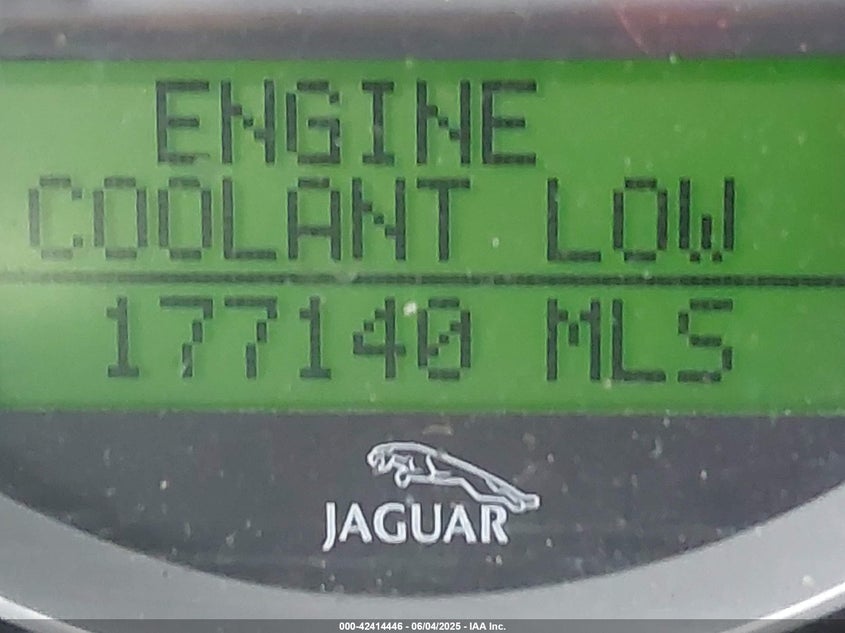 ENGINE
COOLANT LOW
177140 MLS
JAGUAR
000-42414446 - 06/04/2025 - IAA Inc.